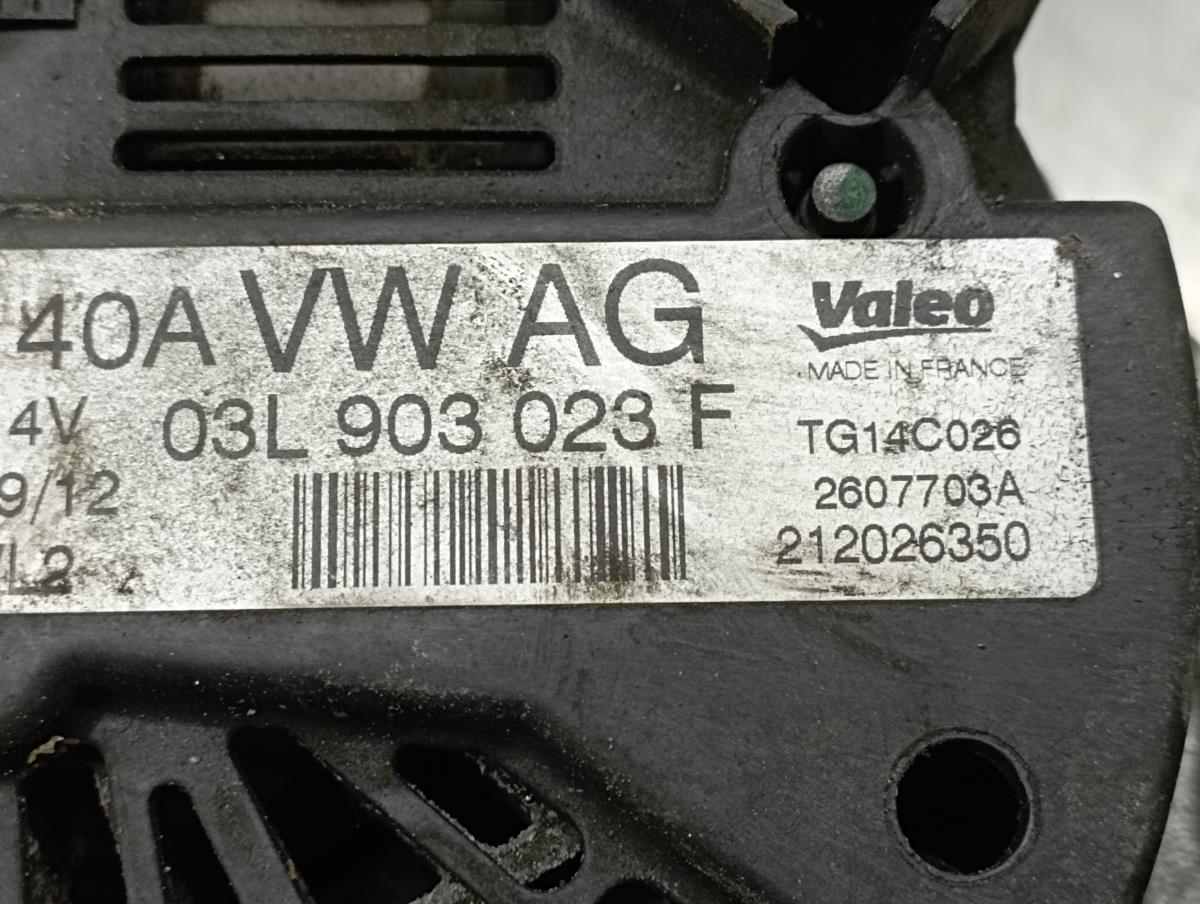 40A VW AG
Valeo
MADE IN FRANCE
4V 03L 903 023 F
TG14C026
9/12
2607703A
L2
212026350